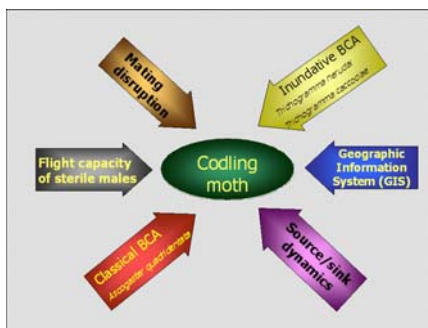 Mating
disruption
Inundative BCA
Trichogramma nerudai
Trichogramma cacoeciae
Flight capacity
of sterile males
Codling
moth
Geographic
Information
System (GIS)
Classical BCA
Ascogaster quadridentata
Source/sink
dynamics